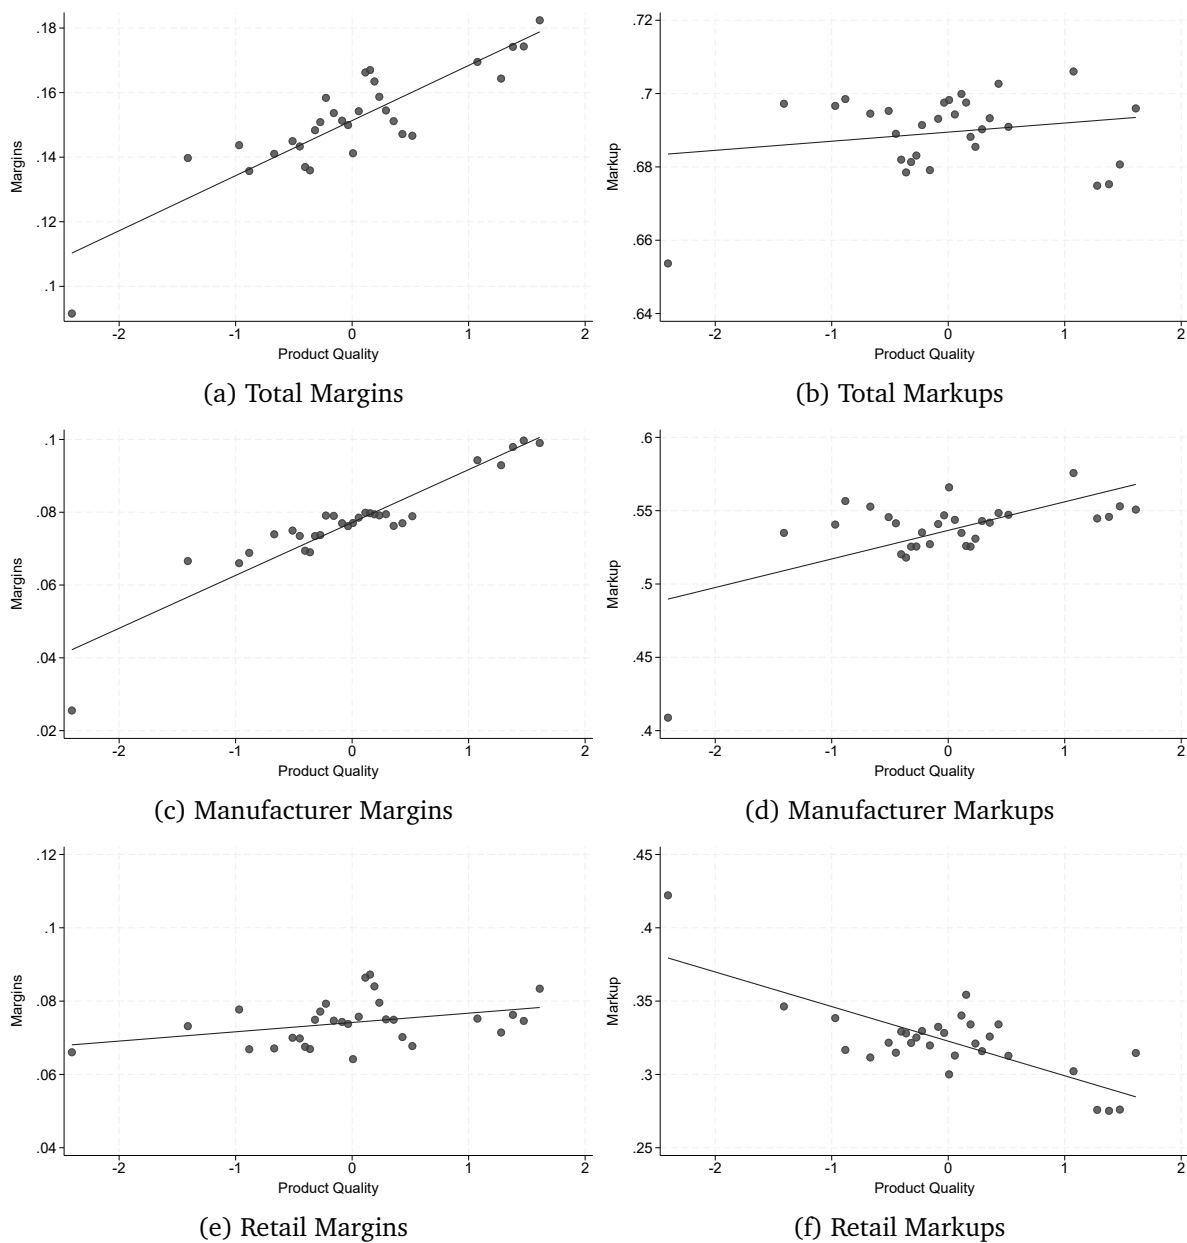 .18
.16
.14
.12
.1
Margins
-2 -1 0 1 2
Product Quality
(a) Total Margins
.72
.7
.68
.66
.64
Markup
-2 -1 0 1 2
Product Quality
(b) Total Markups
.1
.08
.06
.04
.02
Margins
-2 -1 0 1 2
Product Quality
(c) Manufacturer Margins
.6
.55
.5
.45
.4
Markup
-2 -1 0 1 2
Product Quality
(d) Manufacturer Markups
.12
.1
.08
.06
.04
Margins
-2 -1 0 1 2
Product Quality
(e) Retail Margins
.45
.4
.35
.3
.25
Markup
-2 -1 0 1 2
Product Quality
(f) Retail Markups